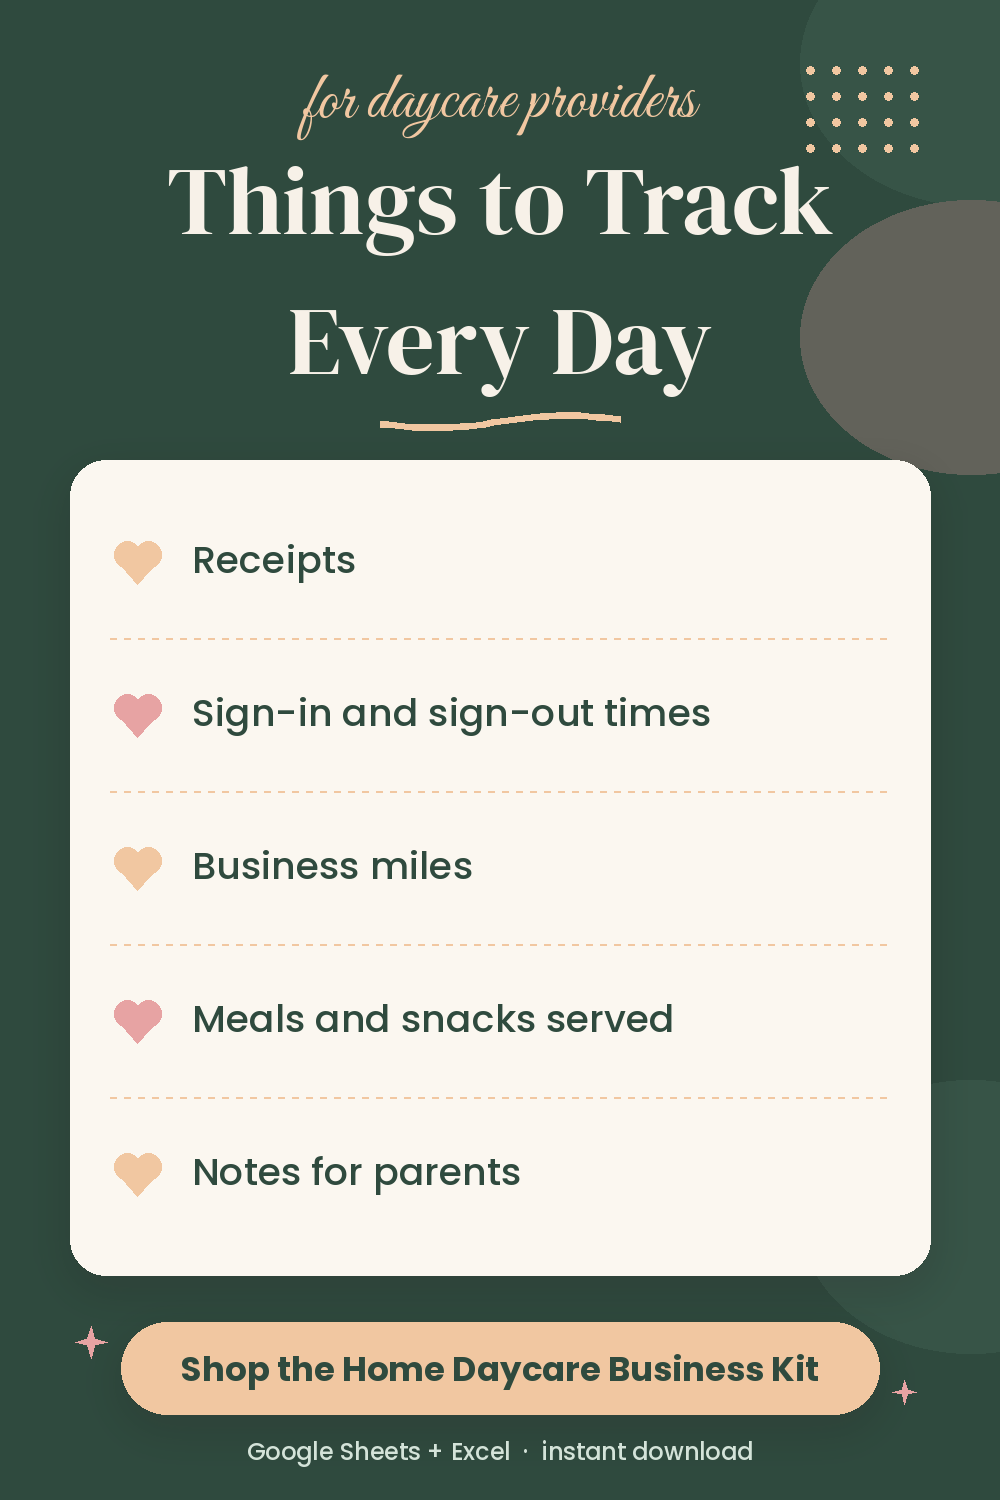 for daycare providers
Things to Track
Every Day
Receipts
Sign-in and sign-out times
Business miles
Meals and snacks served
Notes for parents
Shop the Home Daycare Business Kit
Google Sheets + Excel · instant download